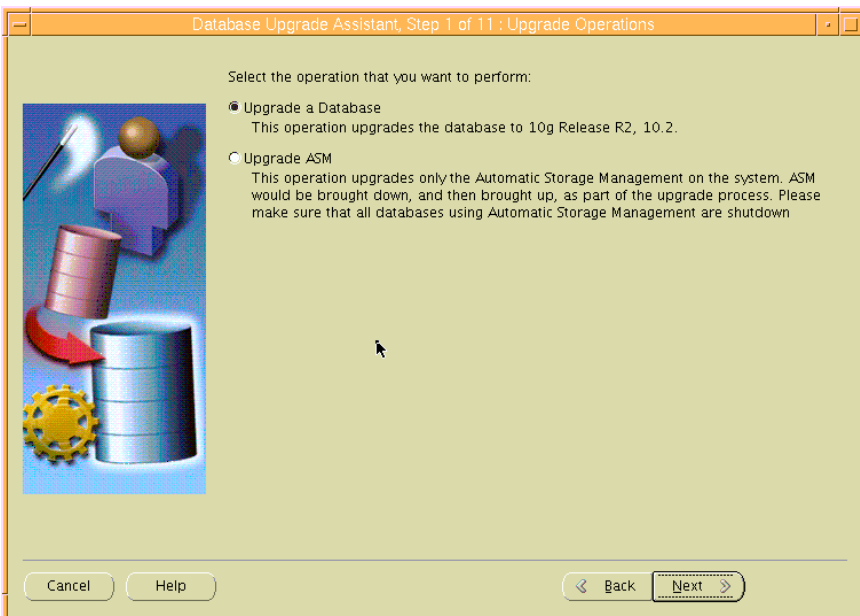 Database Upgrade Assistant, Step 1 of 11 : Upgrade Operations
Select the operation that you want to perform:
Upgrade a Database
This operation upgrades the database to 10g Release R2, 10.2.
Upgrade ASM
This operation upgrades only the Automatic Storage Management on the system. ASM
would be brought down, and then brought up, as part of the upgrade process. Please
make sure that all databases using Automatic Storage Management are shutdown
Cancel
Help
Back
Next